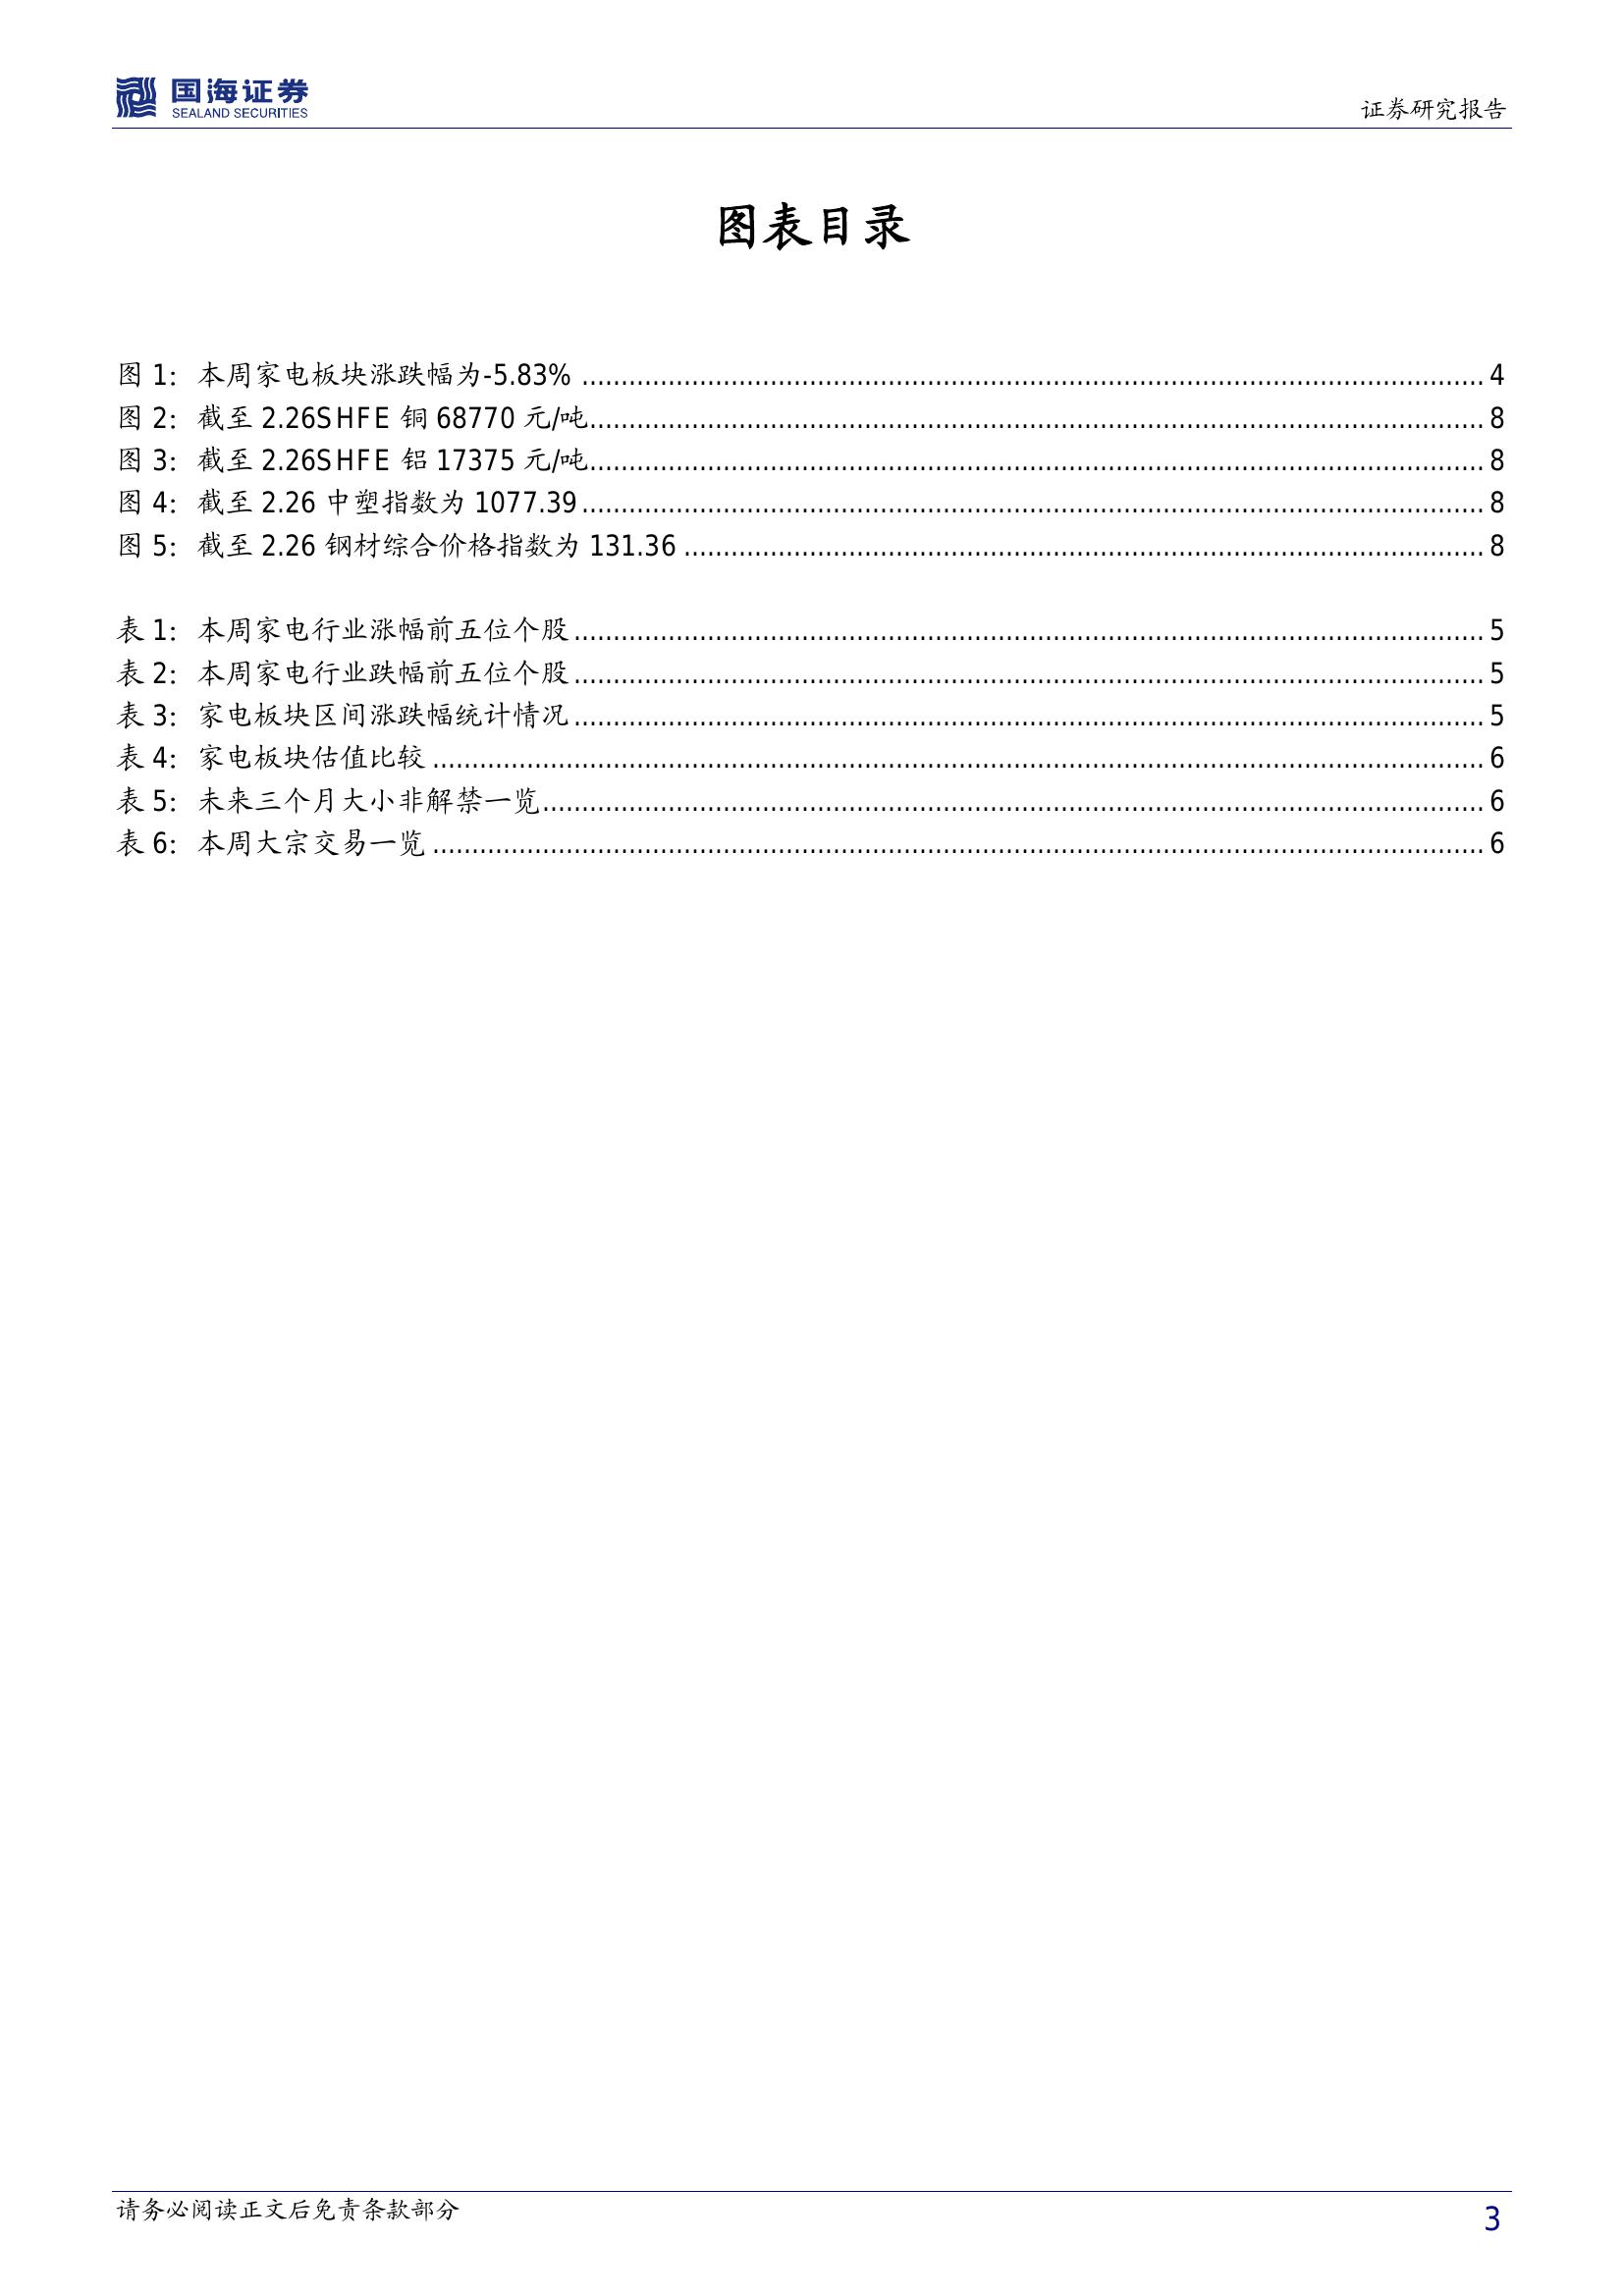 国海证券
SEALAND SECURITIES
证券研究报告
图表目录
图 1：本周家电板块涨跌幅为-5.83% ........................ 4
图 2：截至 2.26SHFE 铜 68770 元/吨........................ 8
图 3：截至 2.26SHFE 铝 17375 元/吨........................ 8
图 4：截至 2.26 中塑指数为 1077.39........................ 8
图 5：截至 2.26 钢材综合价格指数为 131.36 ........................ 8
表 1：本周家电行业涨幅前五位个股........................ 5
表 2：本周家电行业跌幅前五位个股........................ 5
表 3：家电板块区间涨跌幅统计情况........................ 5
表 4：家电板块估值比较 ........................ 6
表 5：未来三个月大小非解禁一览........................ 6
表 6：本周大宗交易一览 ........................ 6
请务必阅读正文后免责条款部分
3